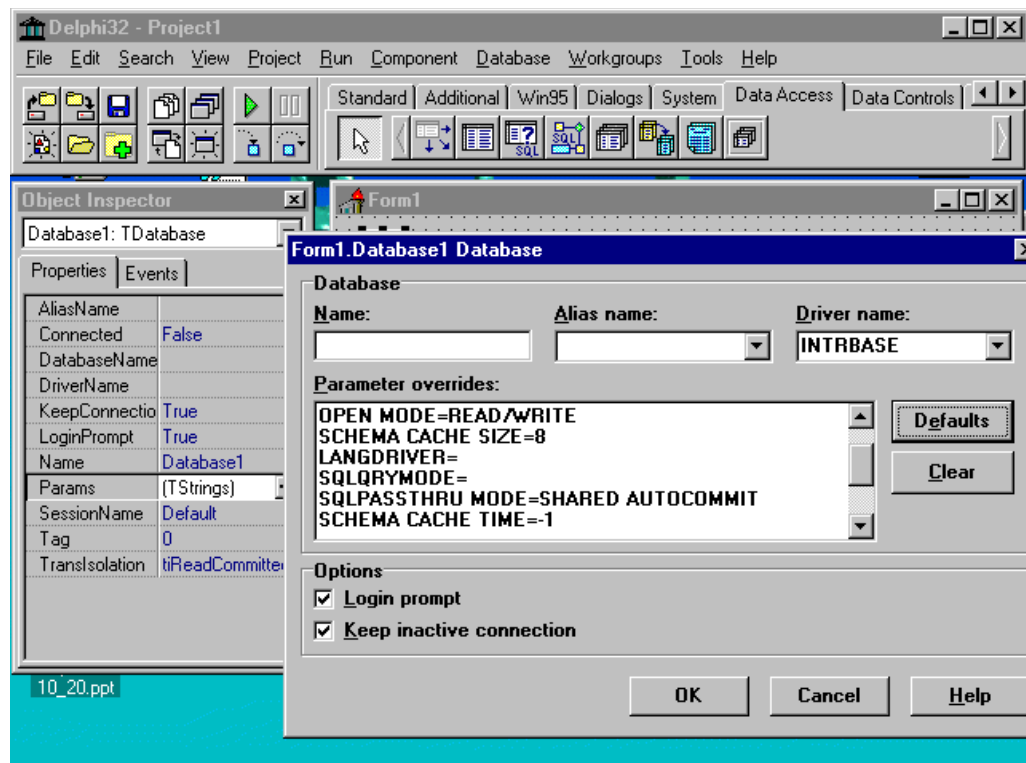 Delphi32 - Project1
File Edit Search View Project Run Component Database Workgroups Tools Help
Standard Additional Win95 Dialogs System Data Access Data Controls
SQL SQL
Object Inspector
Form1
Database1: TDatabase
Properties Events
AliasName
Connected False
DatabaseName
DriverName
KeepConnectio True
LoginPrompt True
Name Database1
Params (TStrings)
SessionName Default
Tag 0
TransIsolation tiReadCommitte
Form1.Database1 Database
Database
Name: Alias name: Driver name:
INTRBASE
Parameter overrides:
OPEN MODE=READ/WRITE
SCHEMA CACHE SIZE=8
LANGDRIVER=
SQLQRYMODE=
SQLPASSTHRU MODE=SHARED AUTOCOMMIT
SCHEMA CACHE TIME=-1
Defaults
Clear
Options
Login prompt
Keep inactive connection
OK Cancel Help
10_20.ppt